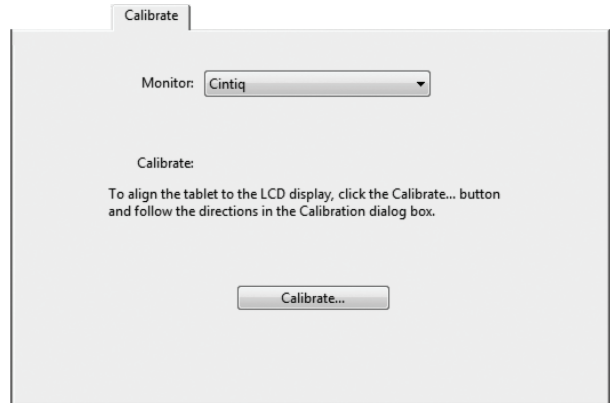 Calibrate
Monitor: Cintiq
Calibrate:
To align the tablet to the LCD display, click the Calibrate... button
and follow the directions in the Calibration dialog box.
Calibrate...